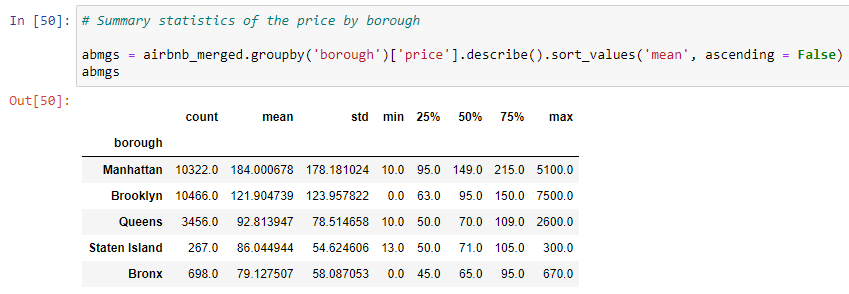 In [50]: # Summary statistics of the price by borough
abmgs = airbnb_merged.groupby('borough')['price'].describe().sort_values('mean', ascending = False)
abmgs
Out[50]:
count mean std min 25% 50% 75% max
borough
Manhattan 10322.0 184.000678 178.181024 10.0 95.0 149.0 215.0 5100.0
Brooklyn 10466.0 121.904739 123.957822 0.0 63.0 95.0 150.0 7500.0
Queens 3456.0 92.813947 78.514658 10.0 50.0 70.0 109.0 2600.0
Staten Island 267.0 86.044944 54.624606 13.0 50.0 71.0 105.0 300.0
Bronx 698.0 79.127507 58.087053 0.0 45.0 65.0 95.0 670.0